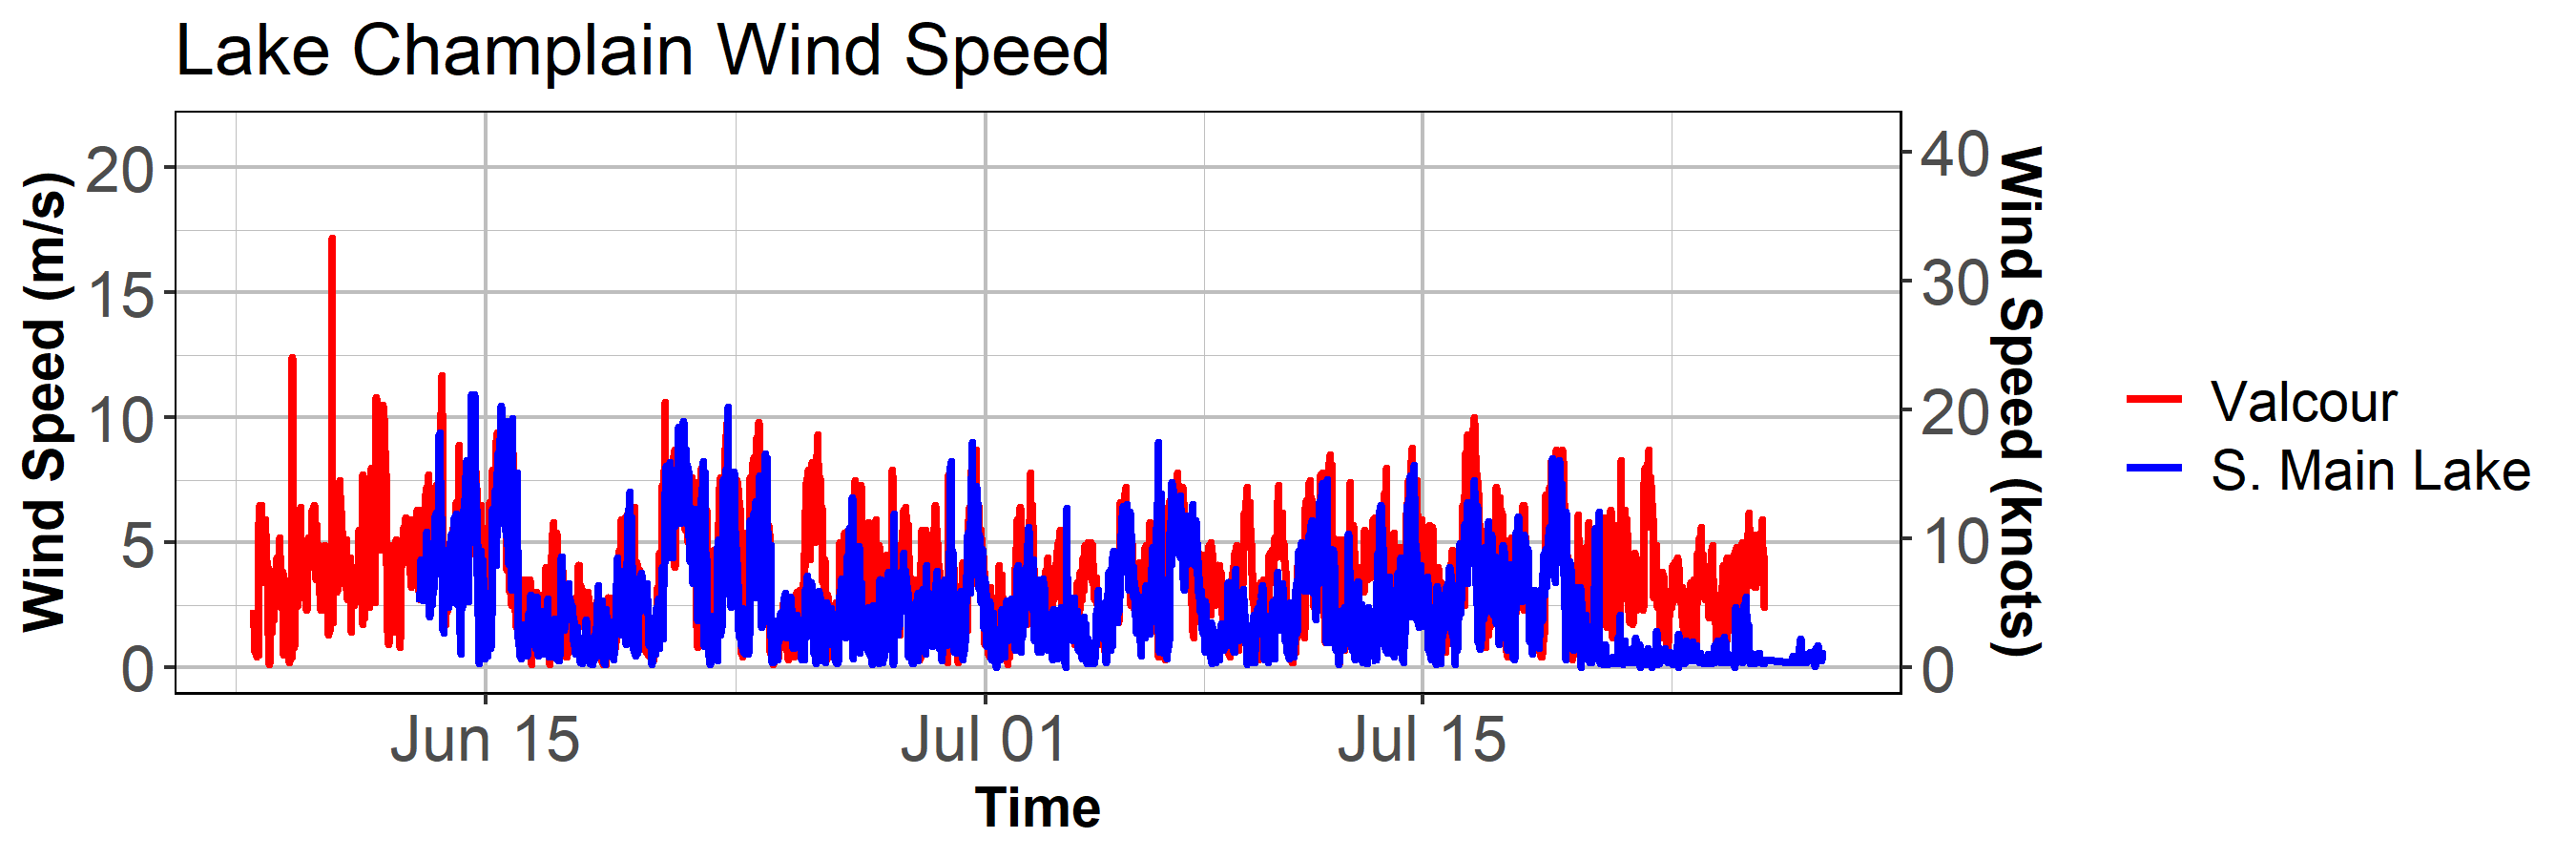 Lake Champlain Wind Speed
Wind Speed (m/s)
20
15
10
5
0
40
30
20
10
0
Wind Speed (knots)
Jun 15
Jul 01
Jul 15
Time
Valcour
S. Main Lake